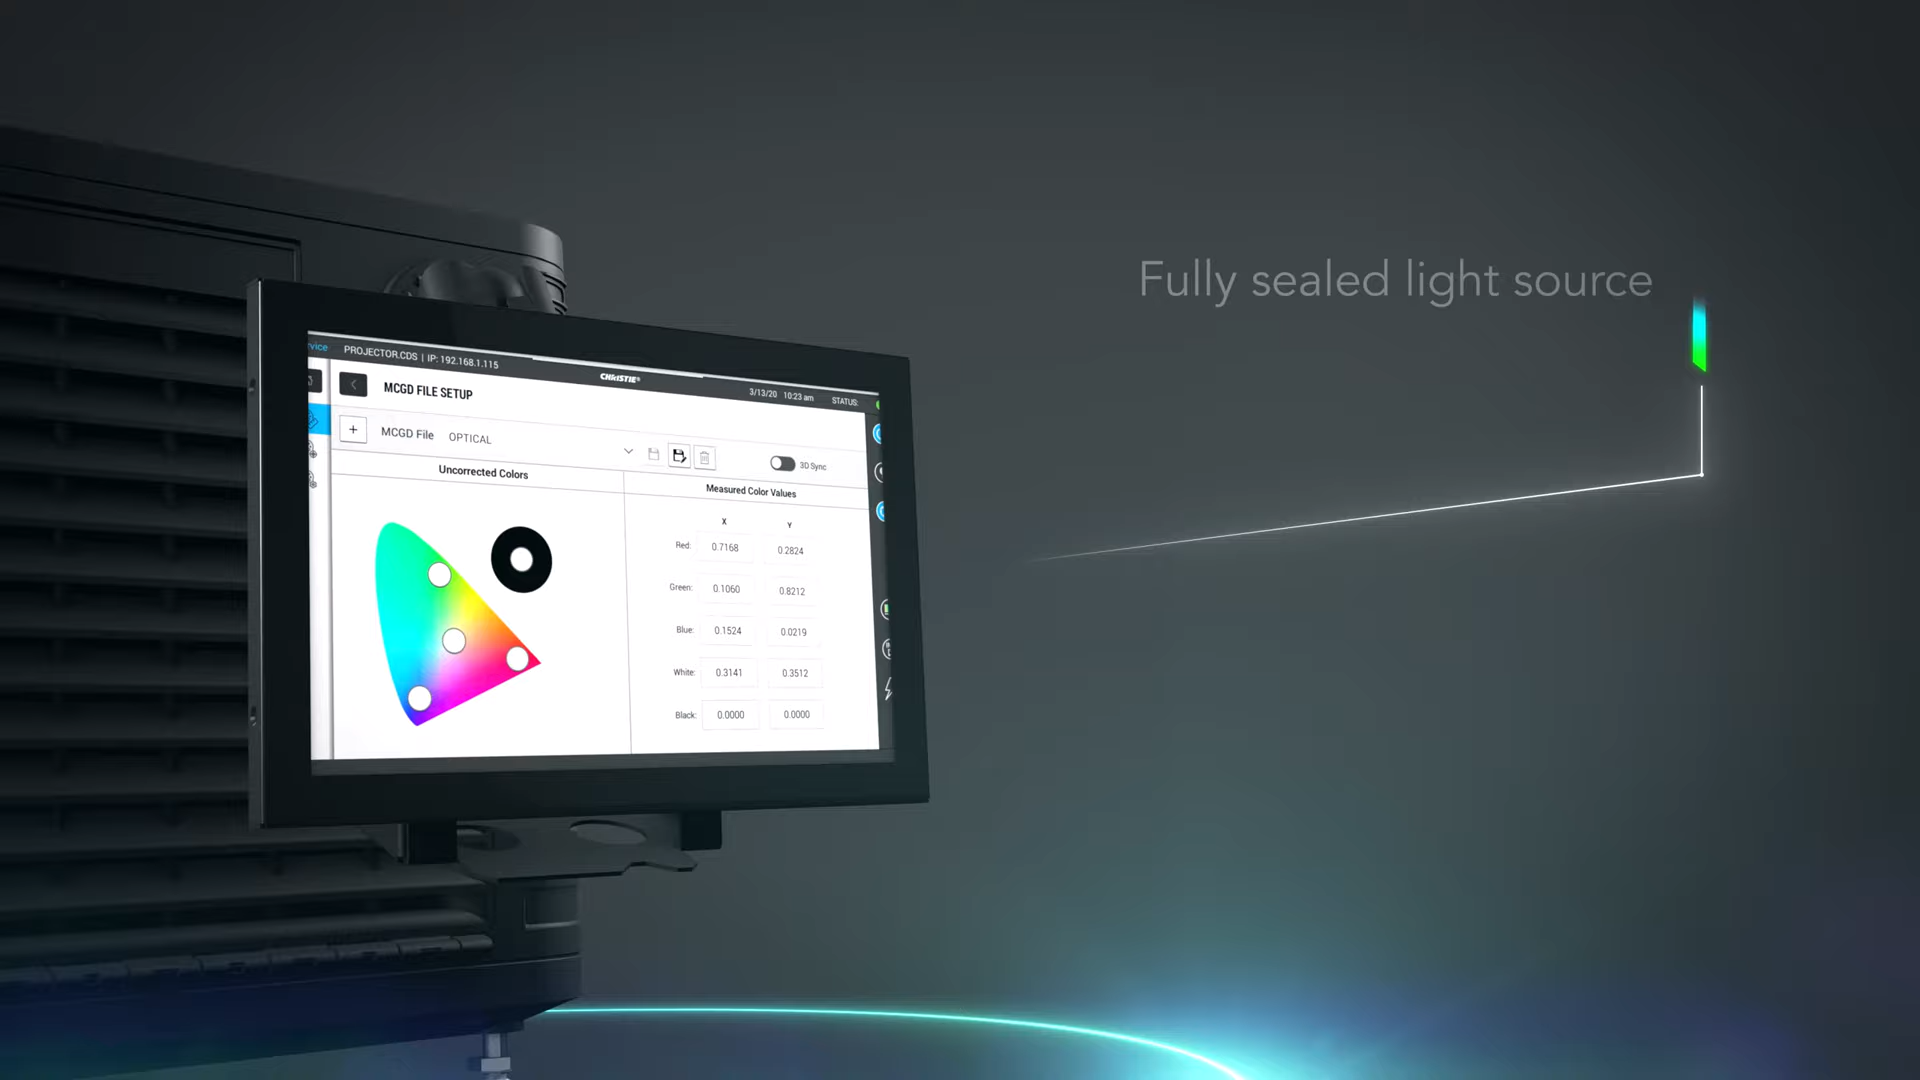 Fully sealed light source
PROJECTOR.CDS | IP: 192.168.1.115
CHRISTIE®
3/13/20 10:23 am STATUS:
MCGD FILE SETUP
MCGD File OPTICAL
3D Sync
Uncorrected Colors
Measured Color Values
X Y
Red: 0.7168 0.2824
Green: 0.1060 0.8212
Blue: 0.1524 0.0219
White: 0.3141 0.3512
Black: 0.0000 0.0000